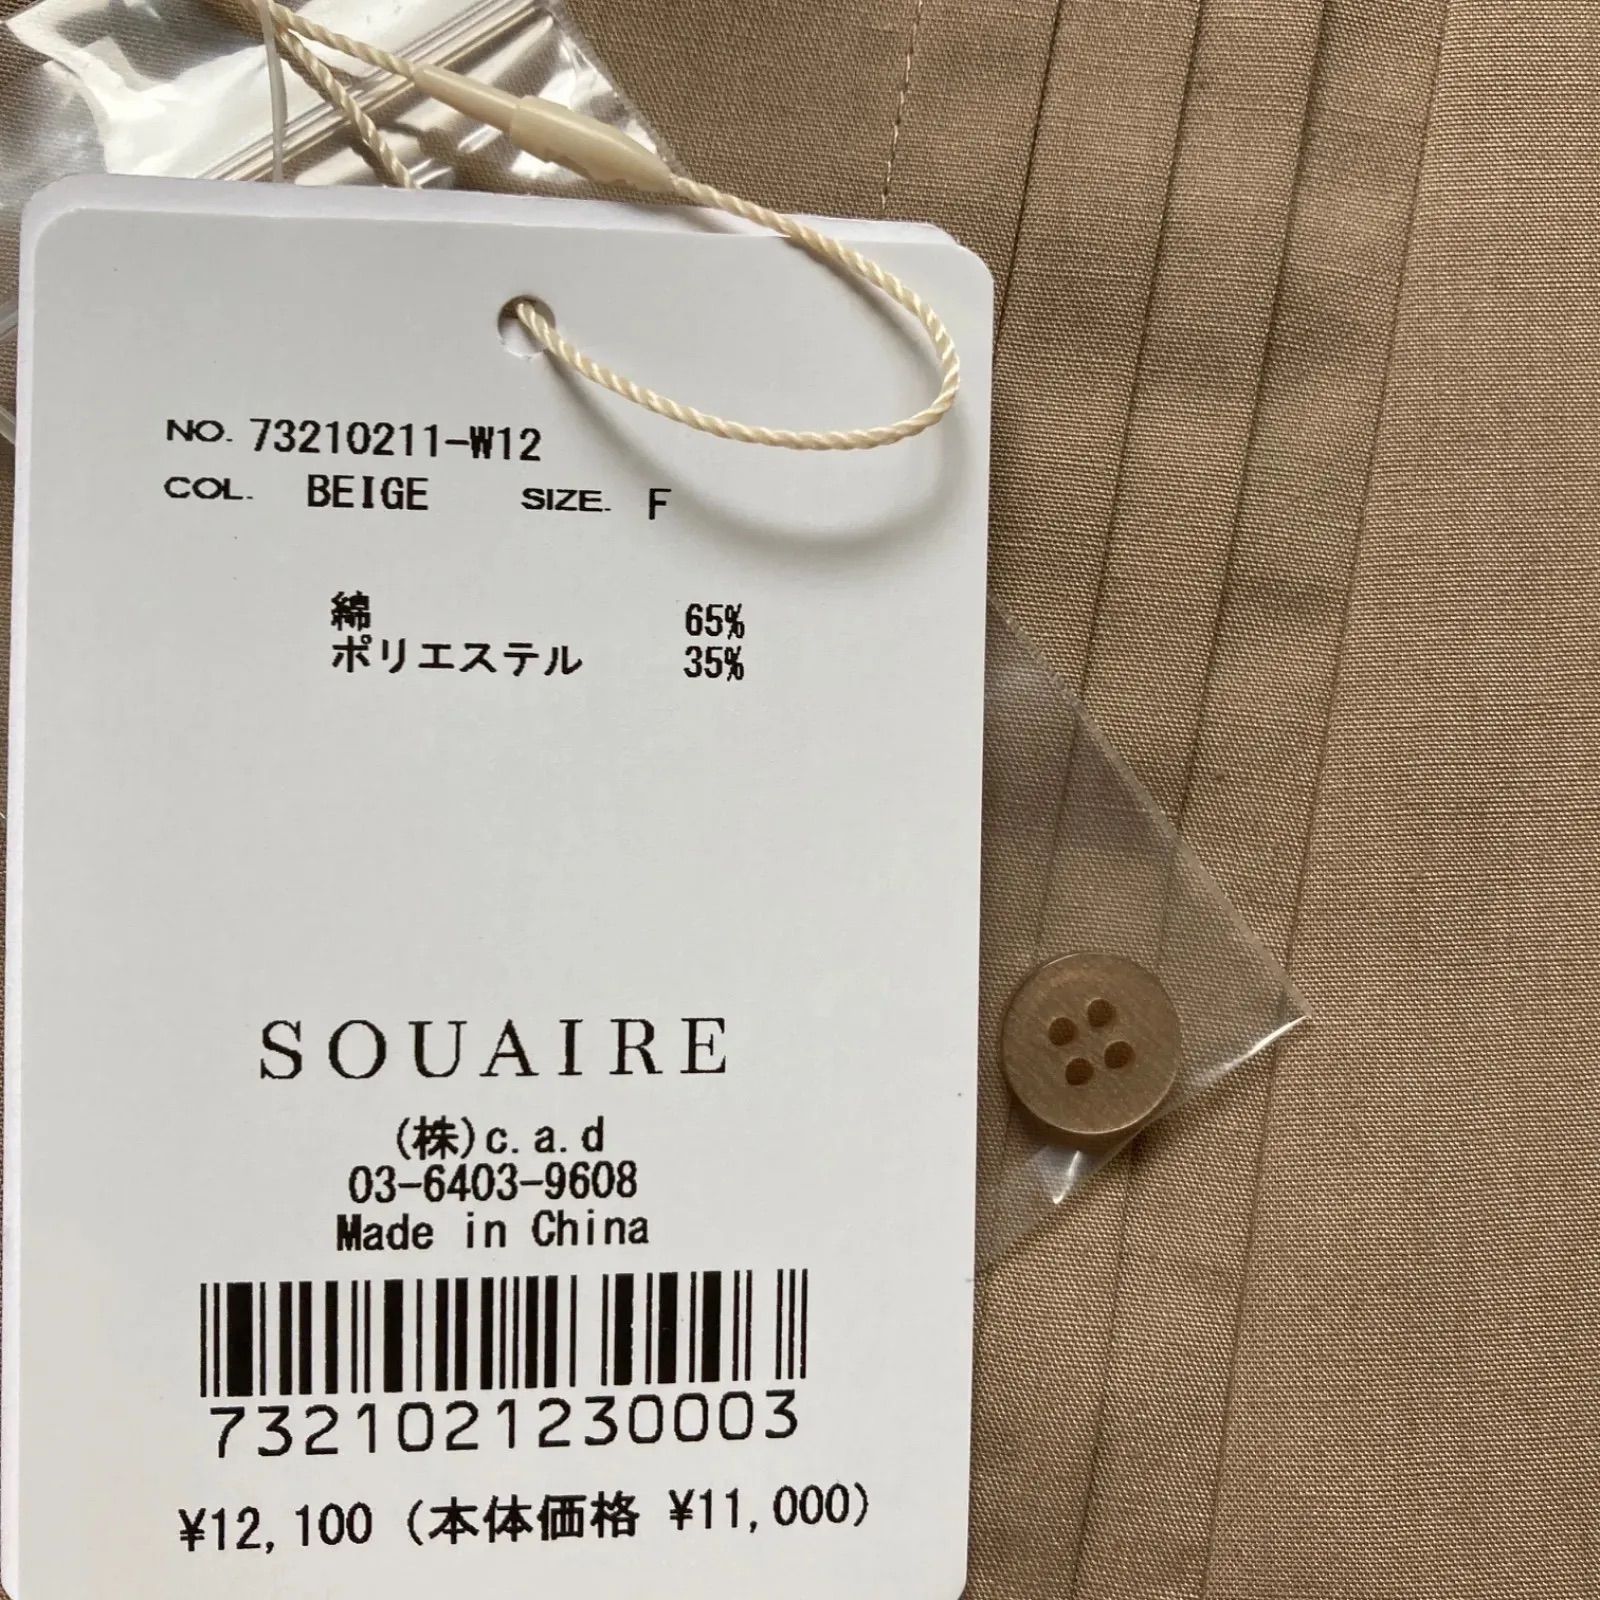 NO. 73210211-W12
COL. BEIGE SIZE. F
綿 65%
ポリエステル 35%
SOUAIRE
(株)c.a.d
03-6403-9608
Made in China
7321021230003
¥12,100 (本体価格 ¥11,000)